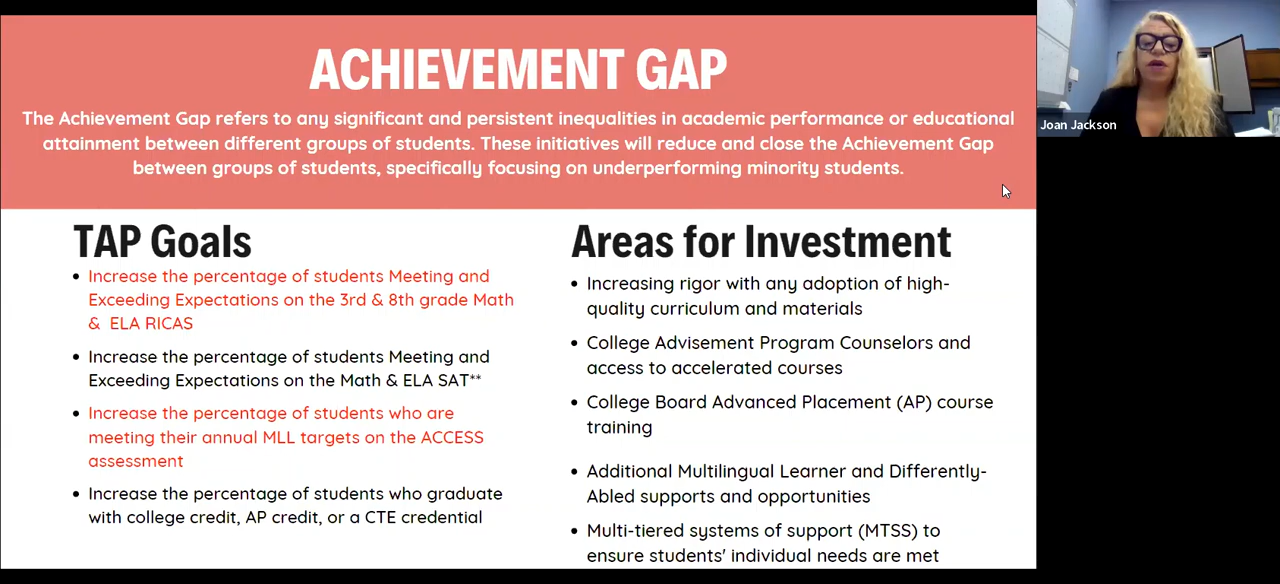 ACHIEVEMENT GAP
The Achievement Gap refers to any significant and persistent inequalities in academic performance or educational
attainment between different groups of students. These initiatives will reduce and close the Achievement Gap
between groups of students, specifically focusing on underperforming minority students.
Joan Jackson
TAP Goals
• Increase the percentage of students Meeting and
Exceeding Expectations on the 3rd & 8th grade Math
& ELA RICAS
• Increase the percentage of students Meeting and
Exceeding Expectations on the Math & ELA SAT**
• Increase the percentage of students who are
meeting their annual MLL targets on the ACCESS
assessment
• Increase the percentage of students who graduate
with college credit, AP credit, or a CTE credential
Areas for Investment
• Increasing rigor with any adoption of high-
quality curriculum and materials
• College Advisement Program Counselors and
access to accelerated courses
• College Board Advanced Placement (AP) course
training
• Additional Multilingual Learner and Differently-
Abled supports and opportunities
• Multi-tiered systems of support (MTSS) to
ensure students' individual needs are met